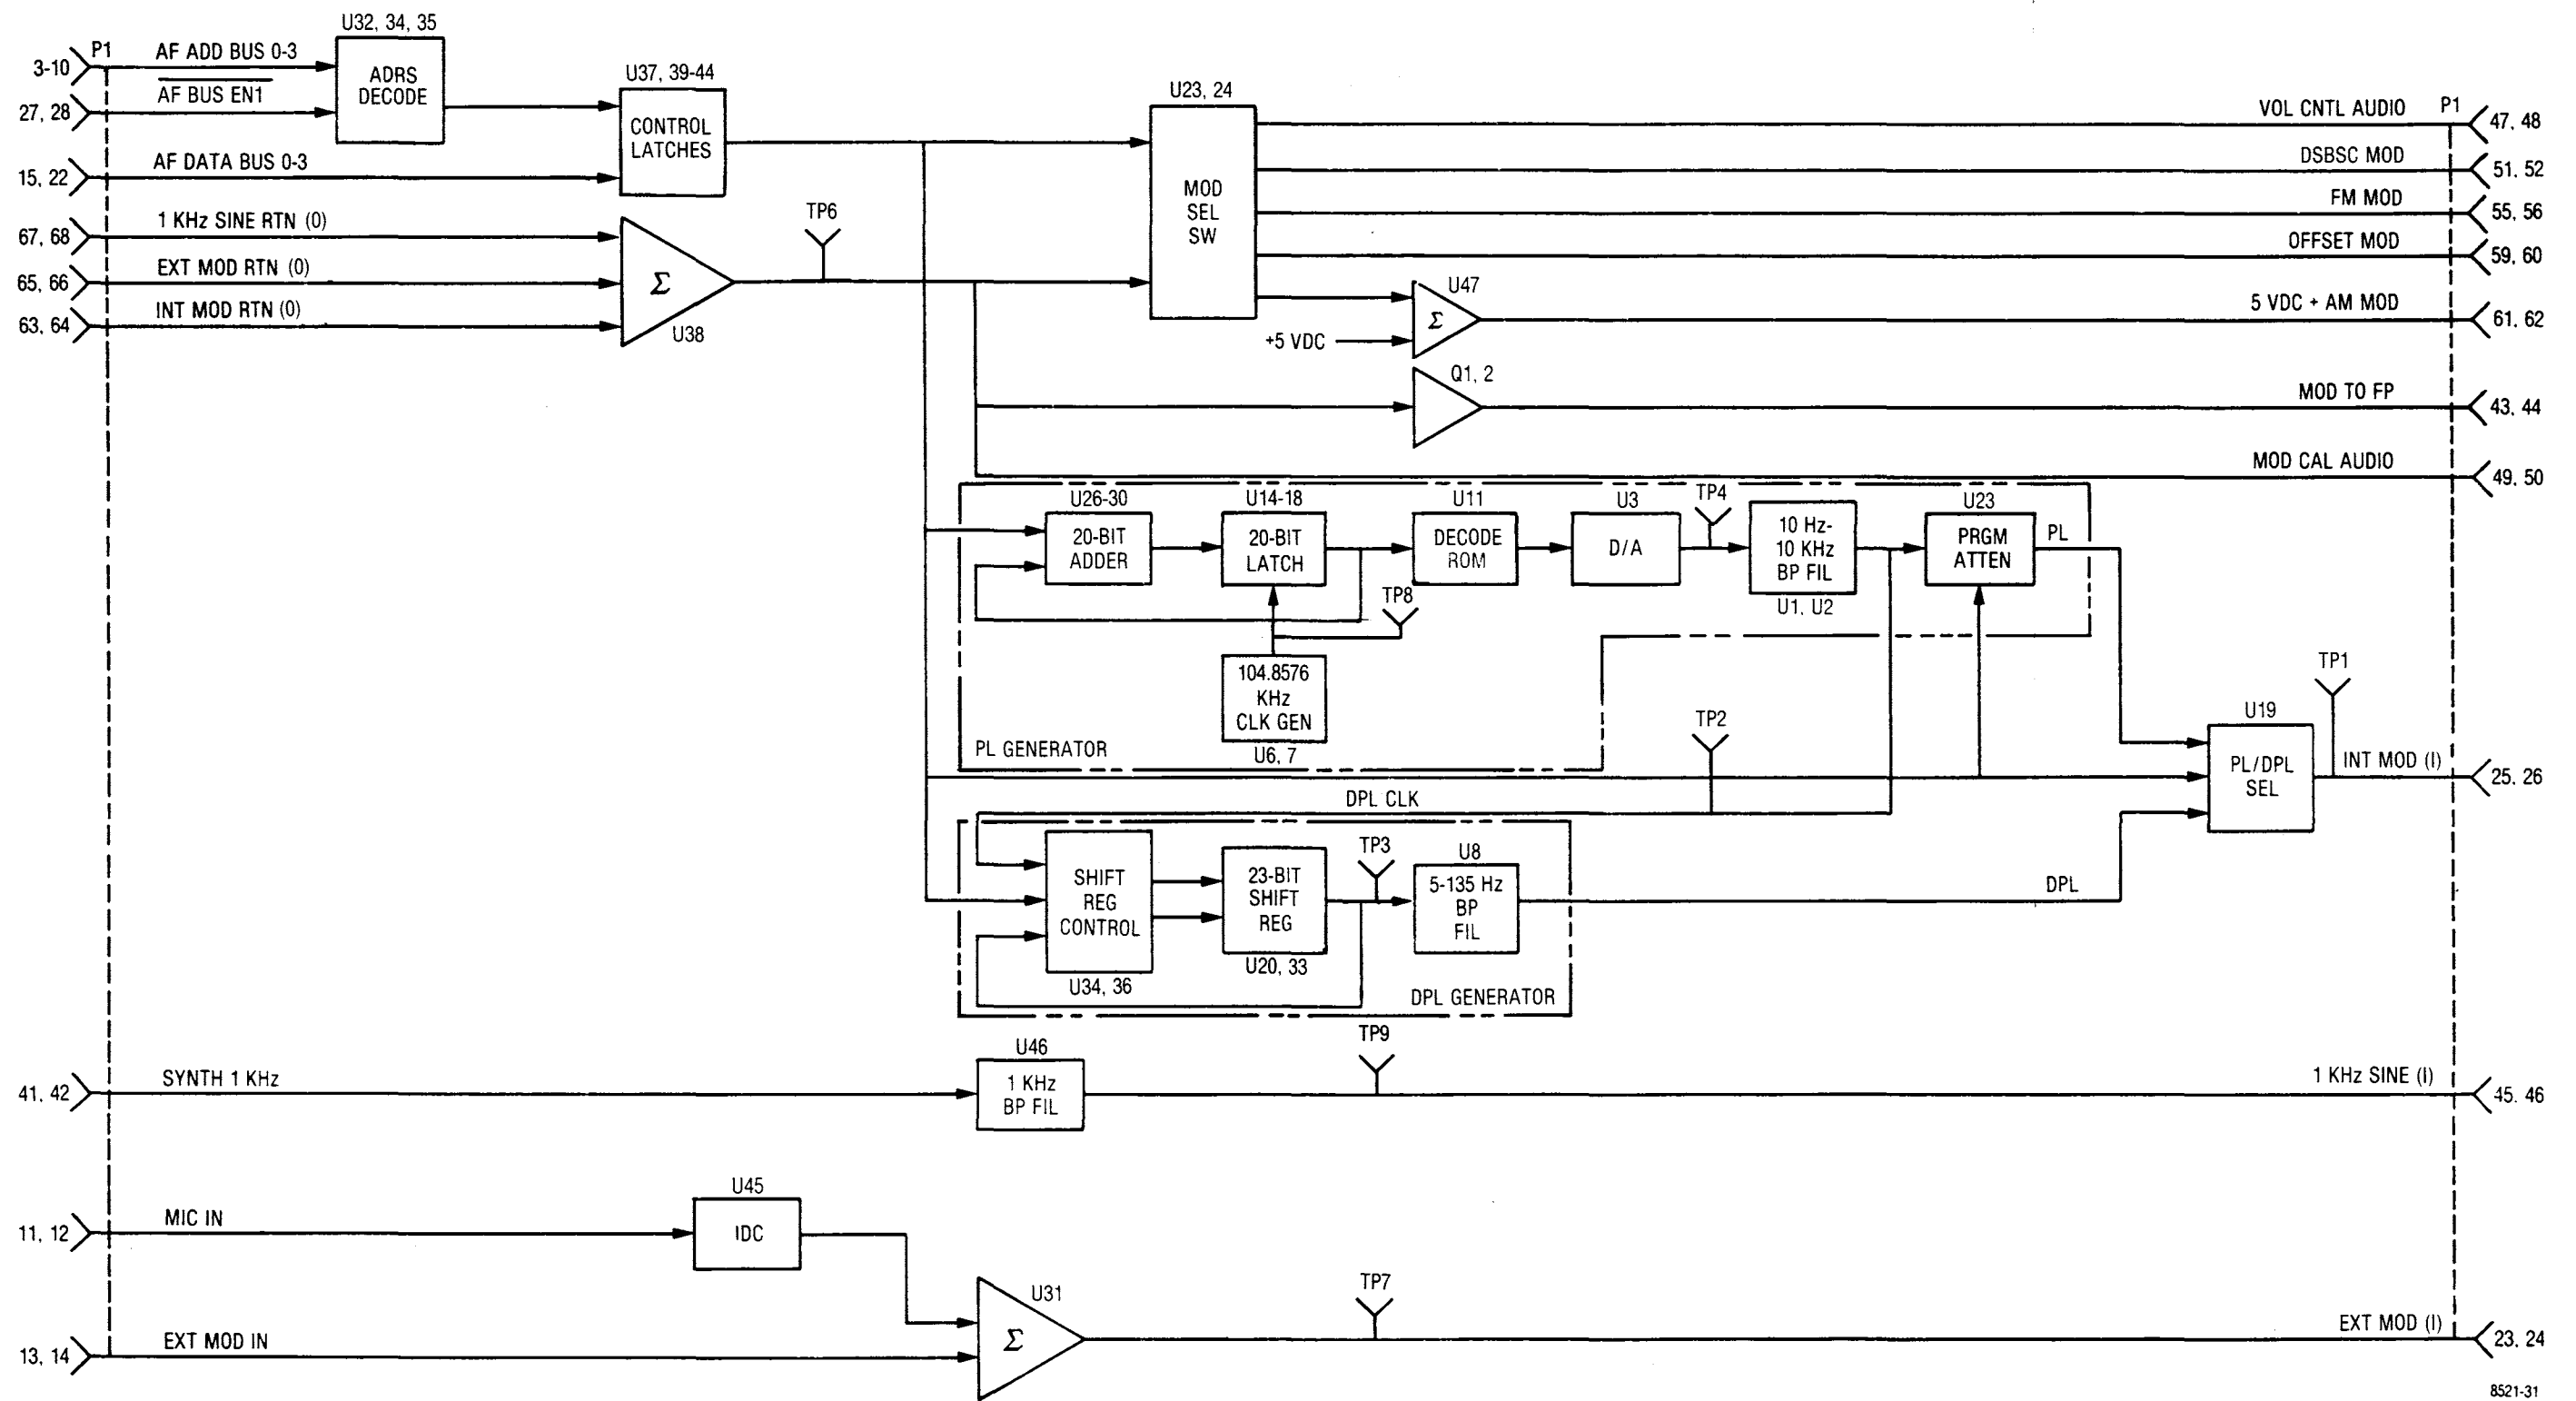 U32, 34, 35
P1
AF ADD BUS 0-3
3-10
ADRS
DECODE
AF BUS EN1
27, 28
U37, 39-44
CONTROL
LATCHES
AF DATA BUS 0-3
15, 22
1 KHz SINE RTN (0)
67, 68
EXT MOD RTN (0)
65, 66
INT MOD RTN (0)
63, 64
Σ
U38
TP6
U23, 24
MOD
SEL
SW
VOL CNTL AUDIO
P1
47, 48
DSBSC MOD
51, 52
FM MOD
55, 56
OFFSET MOD
59, 60
U47
Σ
+5 VDC
5 VDC + AM MOD
61, 62
Q1, 2
MOD TO FP
43, 44
MOD CAL AUDIO
49, 50
U26-30
20-BIT
ADDER
U14-18
20-BIT
LATCH
U11
DECODE
ROM
U3
D/A
TP4
10 Hz-
10 KHz
BP FIL
U1, U2
U23
PRGM
ATTEN
PL
TP8
104.8576
KHz
CLK GEN
U6, 7
PL GENERATOR
TP2
DPL CLK
U19
PL/DPL
SEL
TP1
INT MOD (I)
25, 26
SHIFT
REG
CONTROL
U34, 36
23-BIT
SHIFT
REG
U20, 33
TP3
U8
5-135 Hz
BP
FIL
DPL
DPL GENERATOR
SYNTH 1 KHz
41, 42
U46
1 KHz
BP FIL
TP9
1 KHz SINE (I)
45, 46
MIC IN
11, 12
U45
IDC
EXT MOD IN
13, 14
U31
Σ
TP7
EXT MOD (I)
23, 24
8521-31